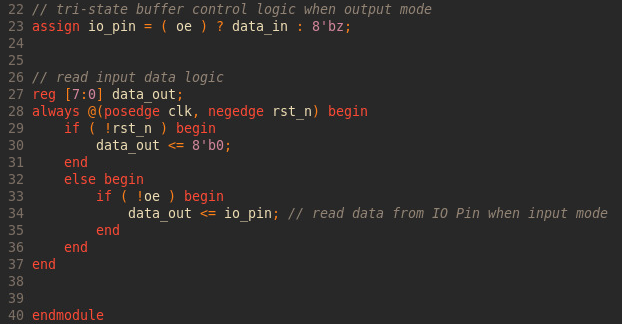 22 // tri-state buffer control logic when output mode
23 assign io_pin = ( oe ) ? data_in : 8'bz;
24
25
26 // read input data logic
27 reg [7:0] data_out;
28 always @(posedge clk, negedge rst_n) begin
29     if ( !rst_n ) begin
30         data_out <= 8'b0;
31     end
32     else begin
33         if ( !oe ) begin
34             data_out <= io_pin; // read data from IO Pin when input mode
35         end
36     end
37 end
38
39
40 endmodule